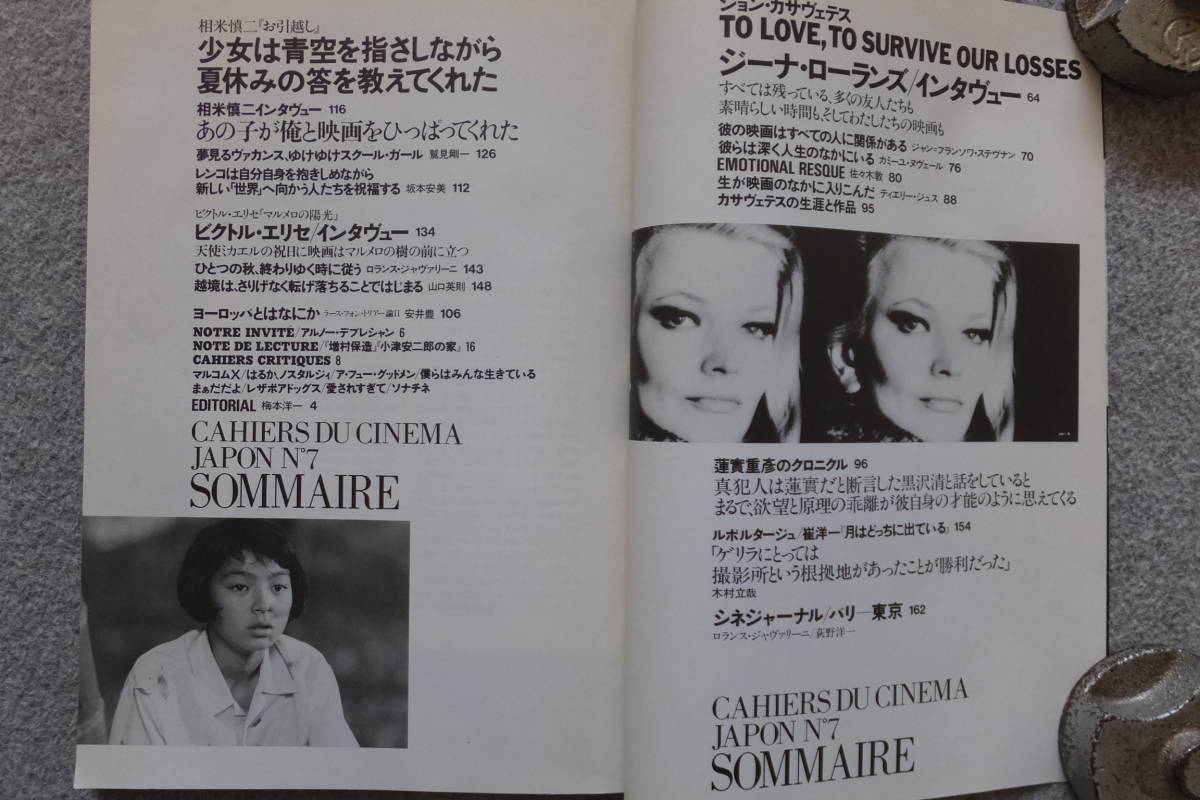 相米慎二『お引越し』
少女は青空を指さしながら
夏休みの答を教えてくれた
相米慎二インタヴュー 116
あの子が俺と映画をひっぱってくれた
夢見るヴァカンス、ゆけゆけスクール・ガール 鷲見剛一 126
レンコは自分自身を抱きしめながら
新しい「世界」へ向かう人たちを祝福する 坂本安美 112
ビクトル・エリセ『マルメロの陽光』
ビクトル・エリセ/インタヴュー 134
天使ミカエルの祝日に映画はマルメロの樹の前に立つ
ひとつの秋、終わりゆく時に従う ロランス・ジャヴァリーニ 143
越境は、さりげなく転げ落ちることではじまる 山口英則 148
ヨーロッパとはなにか ラース・フォン・トリアー論II 安井豊 106
NOTRE INVITE/アルノー・デプレシャン 6
NOTE DE LECTURE/『増村保造』『小津安二郎の家』 16
CAHIERS CRITIQUES 8
マルコムX/はるか、ノスタルジィ/ア・フュー・グッドメン/僕らはみんな生きている
まぁだだよ/レザボアドッグス/愛されすぎて/ソナチネ
EDITORIAL 梅本洋一 4
CAHIERS DU CINEMA
JAPON N°7
SOMMAIRE
ジョン・カサヴェテス
TO LOVE, TO SURVIVE OUR LOSSES
ジーナ・ローランズ/インタヴュー 64
すべては残っている、多くの友人たちも
素晴らしい時間も、そしてわたしたちの映画も
彼の映画はすべての人に関係がある ジャン=フランソワ・ステヴナン 70
彼らは深く人生のなかにいる カミーユ・ヌヴェール 76
EMOTIONAL RESQUE 佐々木敦 80
生が映画のなかに入りこんだ ティエリー・ジュス 88
カサヴェテスの生涯と作品 95
蓮實重彦のクロニクル 96
真犯人は蓮實だと断言した黒沢清と話をしていると
まるで、欲望と原理の乖離が彼自身の才能のように思えてくる
ルポルタージュ/崔洋一『月はどっちに出ている』 154
「ゲリラにとっては
撮影所という根拠地があったことが勝利だった」
木村立哉
シネジャーナル/パリ―東京 162
ロランス・ジャヴァリーニ/荻野洋一
CAHIERS DU CINEMA
JAPON N°7
SOMMAIRE